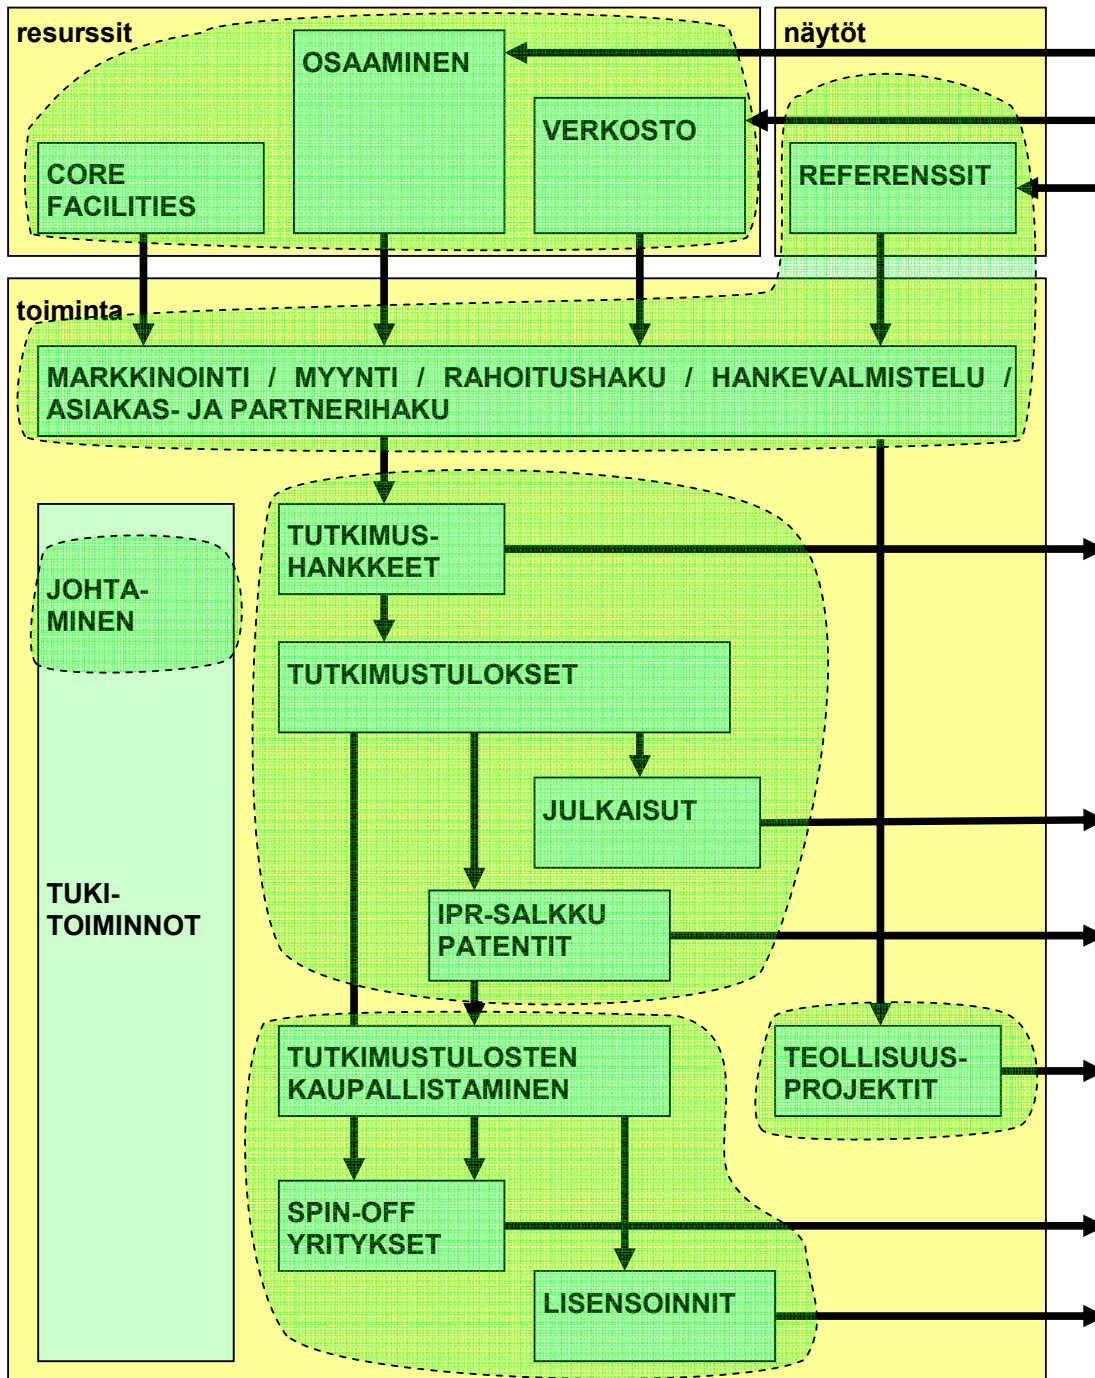 resurssit
näytöt
OSAAMINEN
VERKOSTO
CORE
FACILITIES
REFERENSSIT
toiminta
MARKKINOINTI / MYYNTI / RAHOITUSHAKU / HANKEVALMISTELU /
ASIAKAS- JA PARTNERIHAKU
TUTKIMUS-
HANKKEET
JOHTA-
MINEN
TUTKIMUSTULOKSET
JULKAISUT
TUKI-
TOIMINNOT
IPR-SALKKU
PATENTIT
TUTKIMUSTULOSTEN
KAUPALLISTAMINEN
TEOLLISUUS-
PROJEKTIT
SPIN-OFF
YRITYKSET
LISENSOINNIT